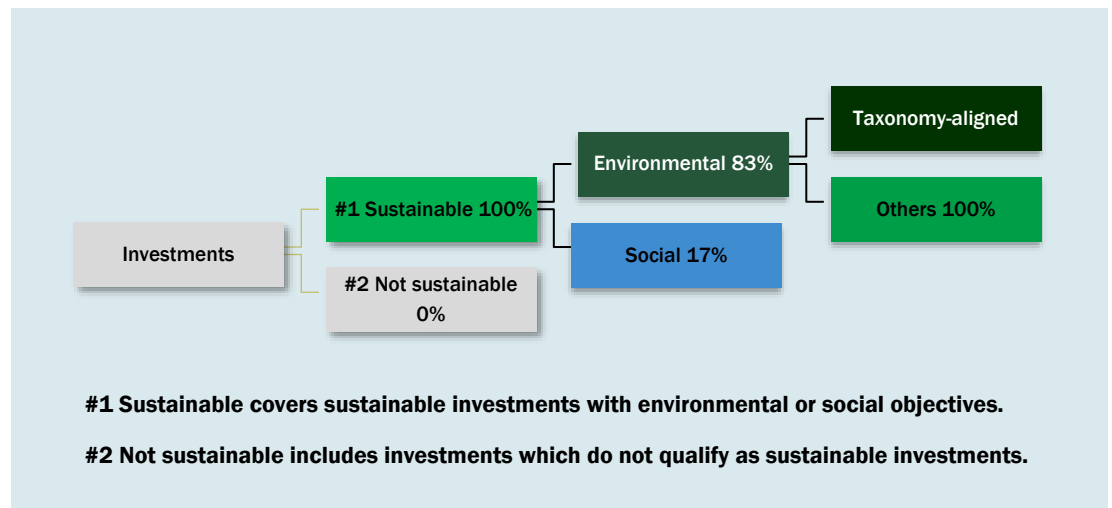 Taxonomy-aligned
Environmental 83%
#1 Sustainable 100%
Others 100%
Investments
Social 17%
#2 Not sustainable
0%
#1 Sustainable covers sustainable investments with environmental or social objectives.
#2 Not sustainable includes investments which do not qualify as sustainable investments.